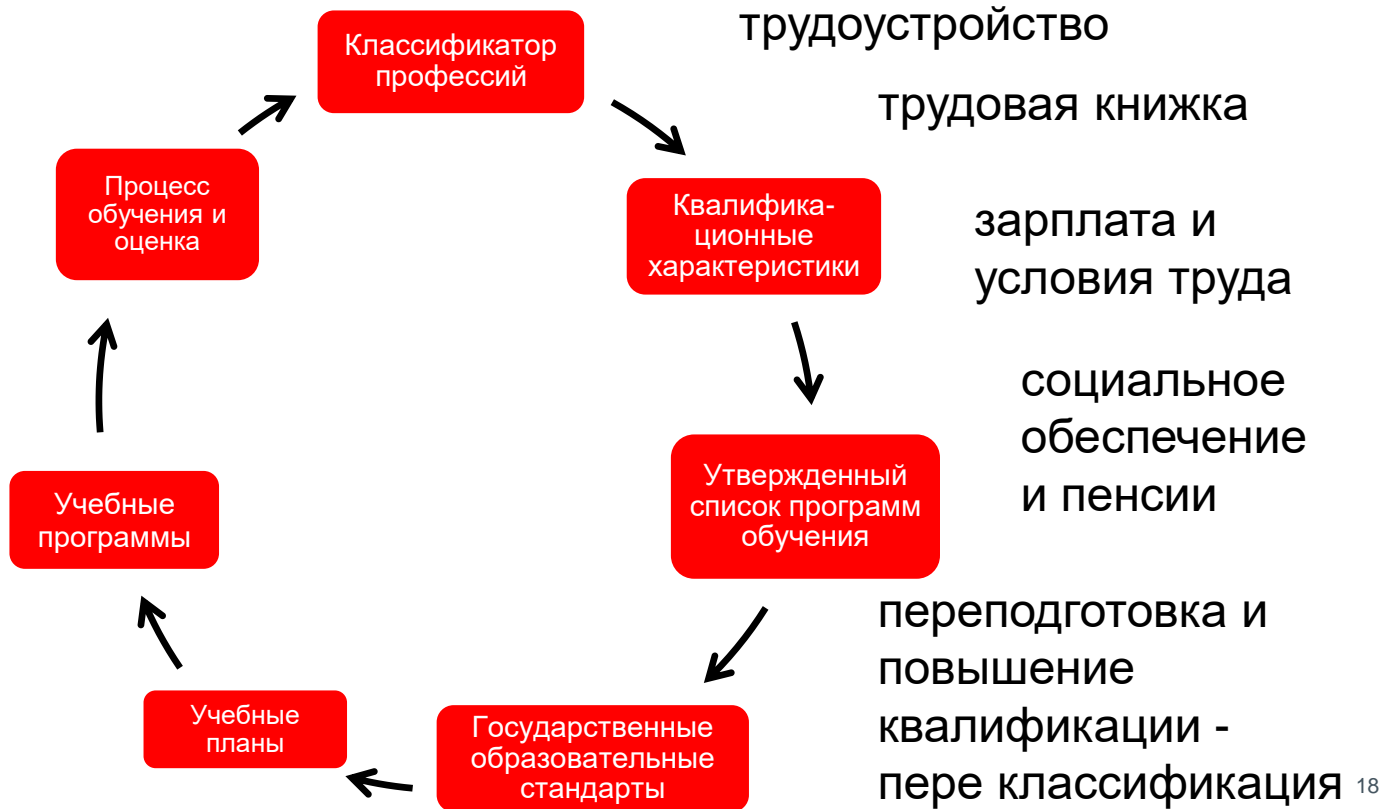 Классификатор
профессий
Квалифика-
ционные
характеристики
Утвержденный
список программ
обучения
Государственные
образовательные
стандарты
Учебные
планы
Учебные
программы
Процесс
обучения и
оценка
трудоустройство
трудовая книжка
зарплата и
условия труда
социальное
обеспечение
и пенсии
переподготовка и
повышение
квалификации -
пере классификация
18